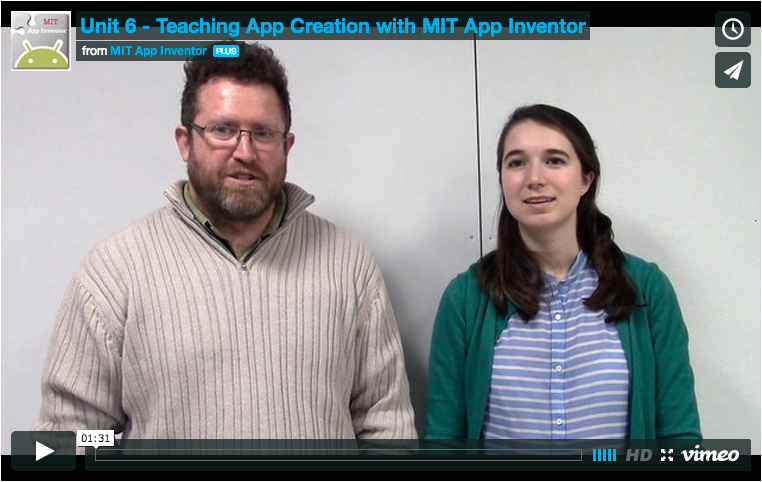 Unit 6 - Teaching App Creation with MIT App Inventor
from MIT App Inventor PLUS
MIT
App Inventor
01:31
HD
vimeo